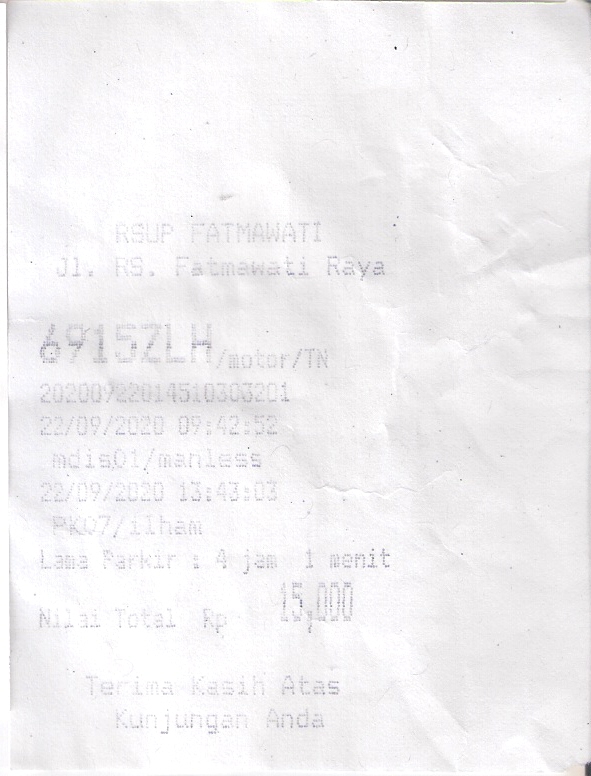 RSUP FATMAWATI
Jl. RS. Fatmawati Raya
6915ZLH/motor/TN
20200922014510303201
22/09/2020 09:42:52
mdis01/manless
22/09/2020 13:43:03
PK07/ilham
Lama Parkir : 4 jam 1 menit
Nilai Total Rp 15,000
Terima Kasih Atas
Kunjungan Anda